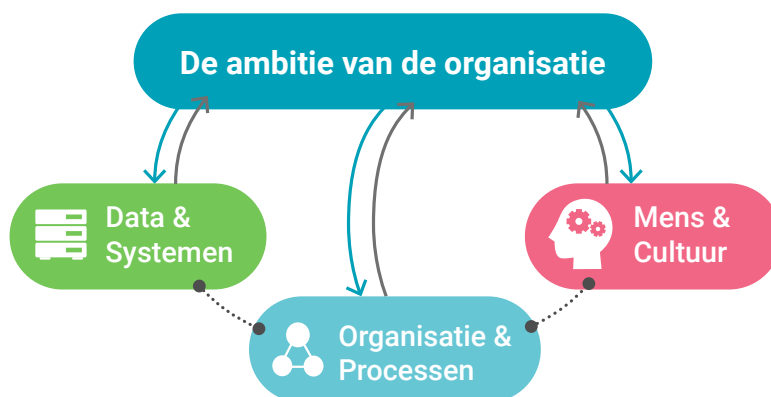 De ambitie van de organisatie
Data &
Systemen
Mens &
Cultuur
Organisatie &
Processen